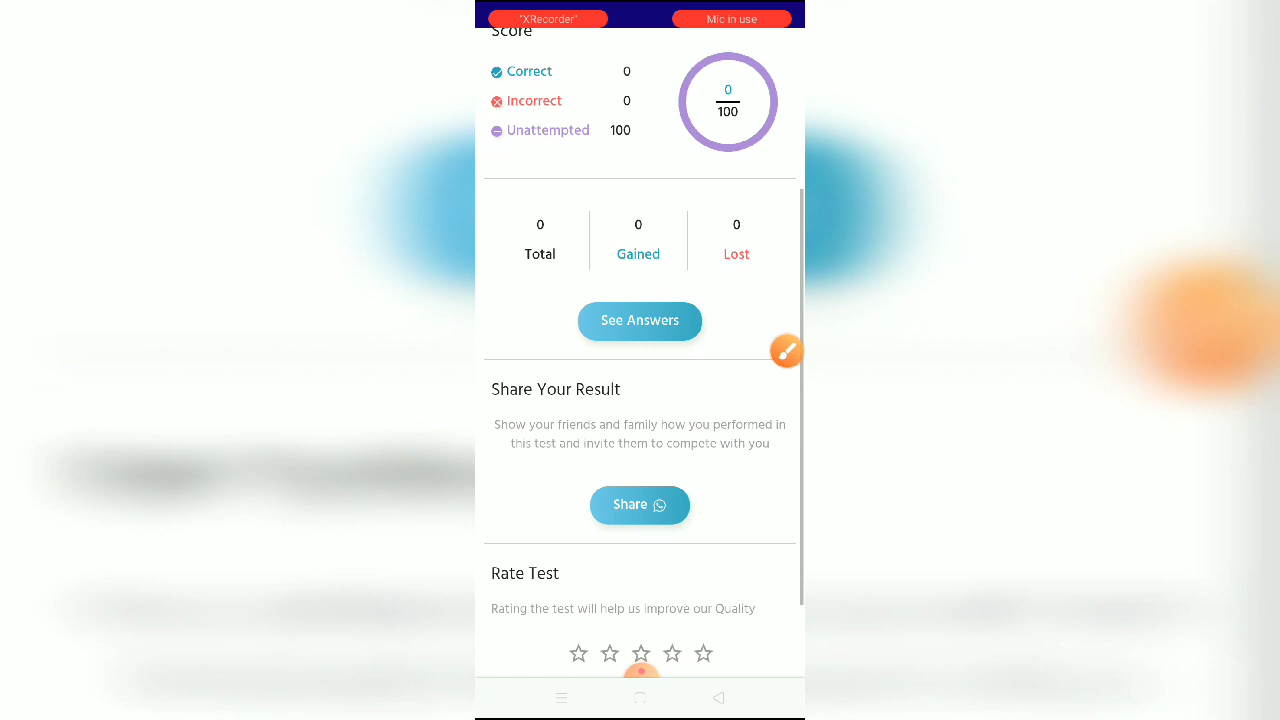 "XRecorder" Mic in use
Score
Correct 0
Incorrect 0
Unattempted 100
0
100
0 0 0
Total Gained Lost
See Answers
Share Your Result
Show your friends and family how you performed in
this test and invite them to compete with you
Share
Rate Test
Rating the test will help us improve our Quality